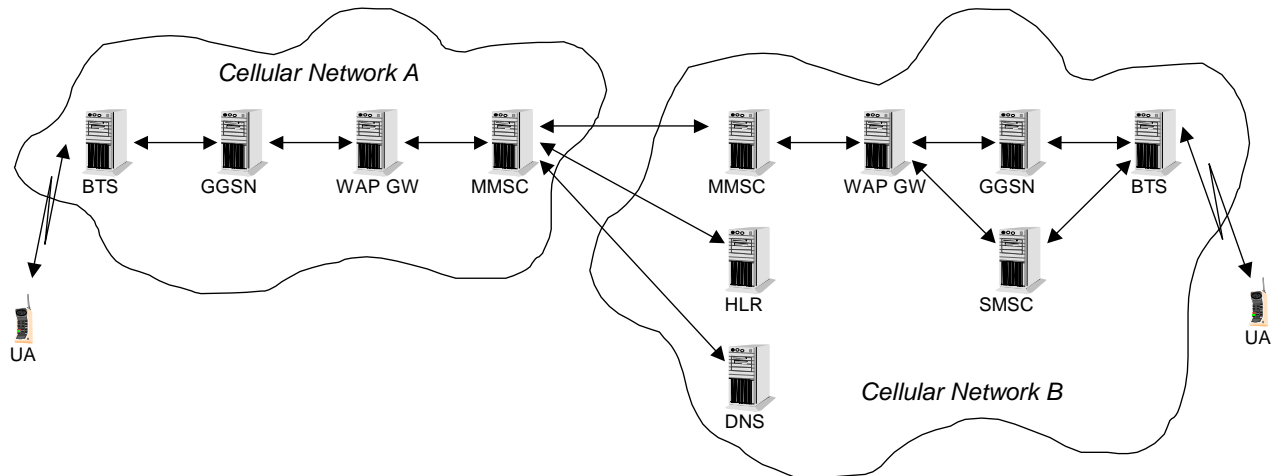 Cellular Network A
BTS
GGSN
WAP GW
MMSC
MMSC
WAP GW
GGSN
BTS
HLR
SMSC
UA
UA
DNS
Cellular Network B